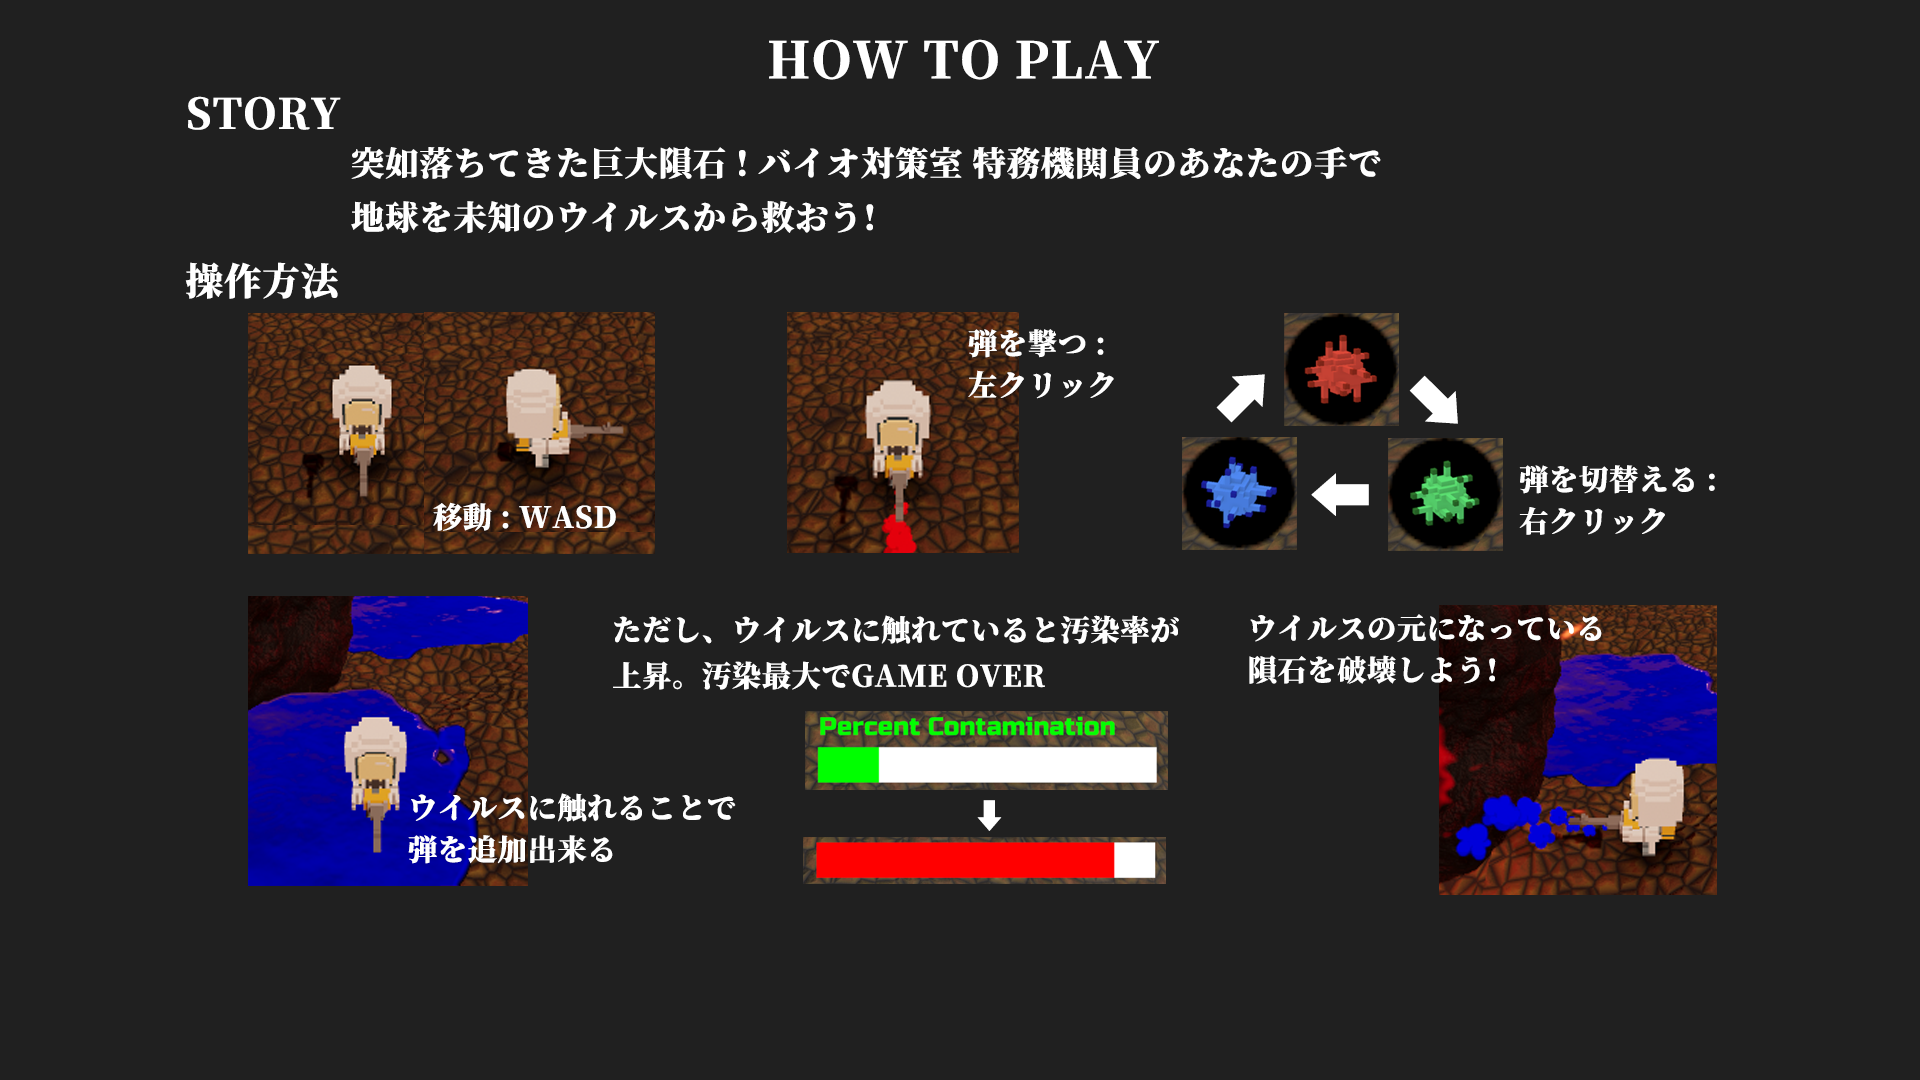 HOW TO PLAY
STORY
突如落ちてきた巨大隕石！バイオ対策室 特務機関員のあなたの手で
地球を未知のウイルスから救おう！
操作方法
移動：WASD
弾を撃つ：
左クリック
弾を切替える：
右クリック
ウイルスに触れることで
弾を追加出来る
ただし、ウイルスに触れていると汚染率が
上昇。汚染最大でGAME OVER
Percent Contamination
ウイルスの元になっている
隕石を破壊しよう！